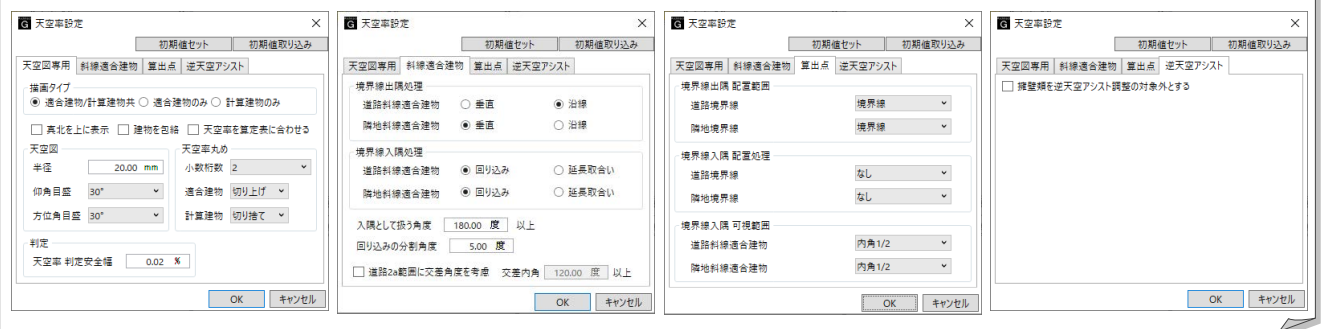 G 天空率設定 ×
初期値セット 初期値取り込み
天空図専用 斜線適合建物 算出点 逆天空アシスト
描画タイプ
適合建物/計算建物共 適合建物のみ 計算建物のみ
真北を上に表示 建物を包絡 天空率を算定表に合わせる
天空図 天空率丸め
半径 20.00 mm 小数桁数 2
仰角目盛 30° 適合建物 切り上げ
方位角目盛 30° 計算建物 切り捨て
判定
天空率 判定安全幅 0.02 %
OK キャンセル
G 天空率設定 ×
初期値セット 初期値取り込み
天空図専用 斜線適合建物 算出点 逆天空アシスト
境界線出隅処理
道路斜線適合建物 垂直 沿線
隣地斜線適合建物 垂直 沿線
境界線入隅処理
道路斜線適合建物 回り込み 延長取合い
隣地斜線適合建物 回り込み 延長取合い
入隅として扱う角度 180.00 度 以上
回り込みの分割角度 5.00 度
道路2a範囲に交差角度を考慮 交差内角 120.00 度 以上
OK キャンセル
G 天空率設定 ×
初期値セット 初期値取り込み
天空図専用 斜線適合建物 算出点 逆天空アシスト
境界線出隅 配置範囲
道路境界線 境界線
隣地境界線 境界線
境界線入隅 配置処理
道路境界線 なし
隣地境界線 なし
境界線入隅 可視範囲
道路斜線適合建物 内角1/2
隣地斜線適合建物 内角1/2
OK キャンセル
G 天空率設定 ×
初期値セット 初期値取り込み
天空図専用 斜線適合建物 算出点 逆天空アシスト
擁壁類を逆天空アシスト調整の対象外とする
OK キャンセル